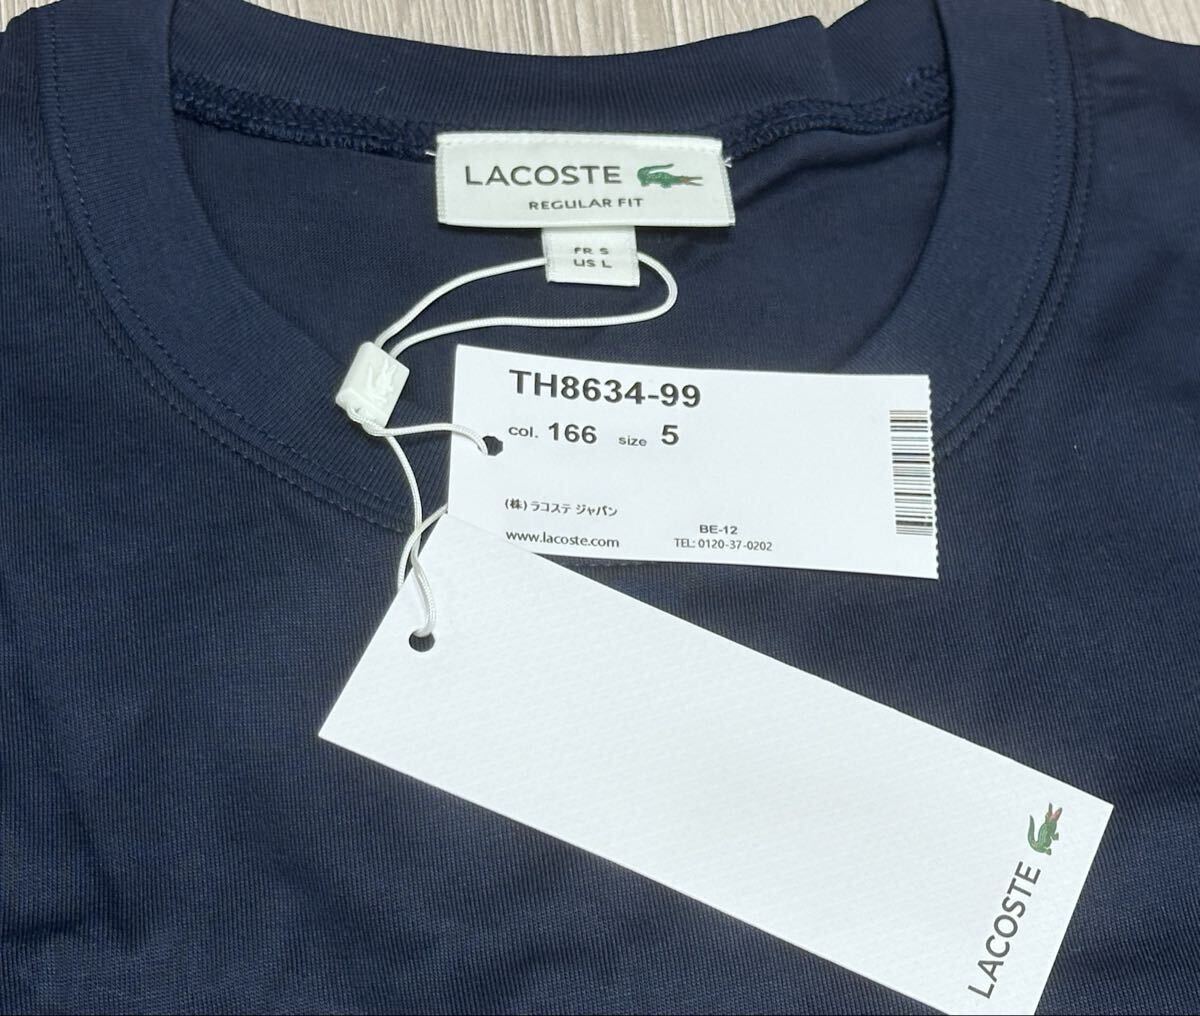 LACOSTE
REGULAR FIT
FR S
US L
TH8634-99
col. 166 size 5
(株)ラコステ ジャパン
BE-12
www.lacoste.com TEL: 0120-37-0202
LACOSTE